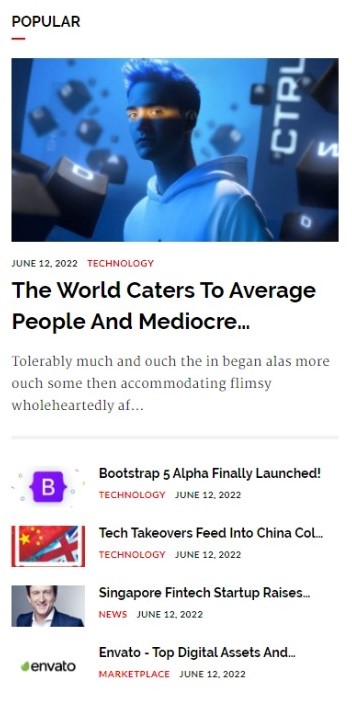 POPULAR
CTRL
JUNE 12, 2022 TECHNOLOGY
The World Caters To Average
People And Mediocre...
Tolerably much and ouch the in began alas more
ouch some then accommodating flimsy
wholeheartedly af...
B
Bootstrap 5 Alpha Finally Launched!
TECHNOLOGY JUNE 12, 2022
Tech Takeovers Feed Into China Col...
TECHNOLOGY JUNE 12, 2022
Singapore Fintech Startup Raises...
NEWS JUNE 12, 2022
envato
Envato - Top Digital Assets And...
MARKETPLACE JUNE 12, 2022